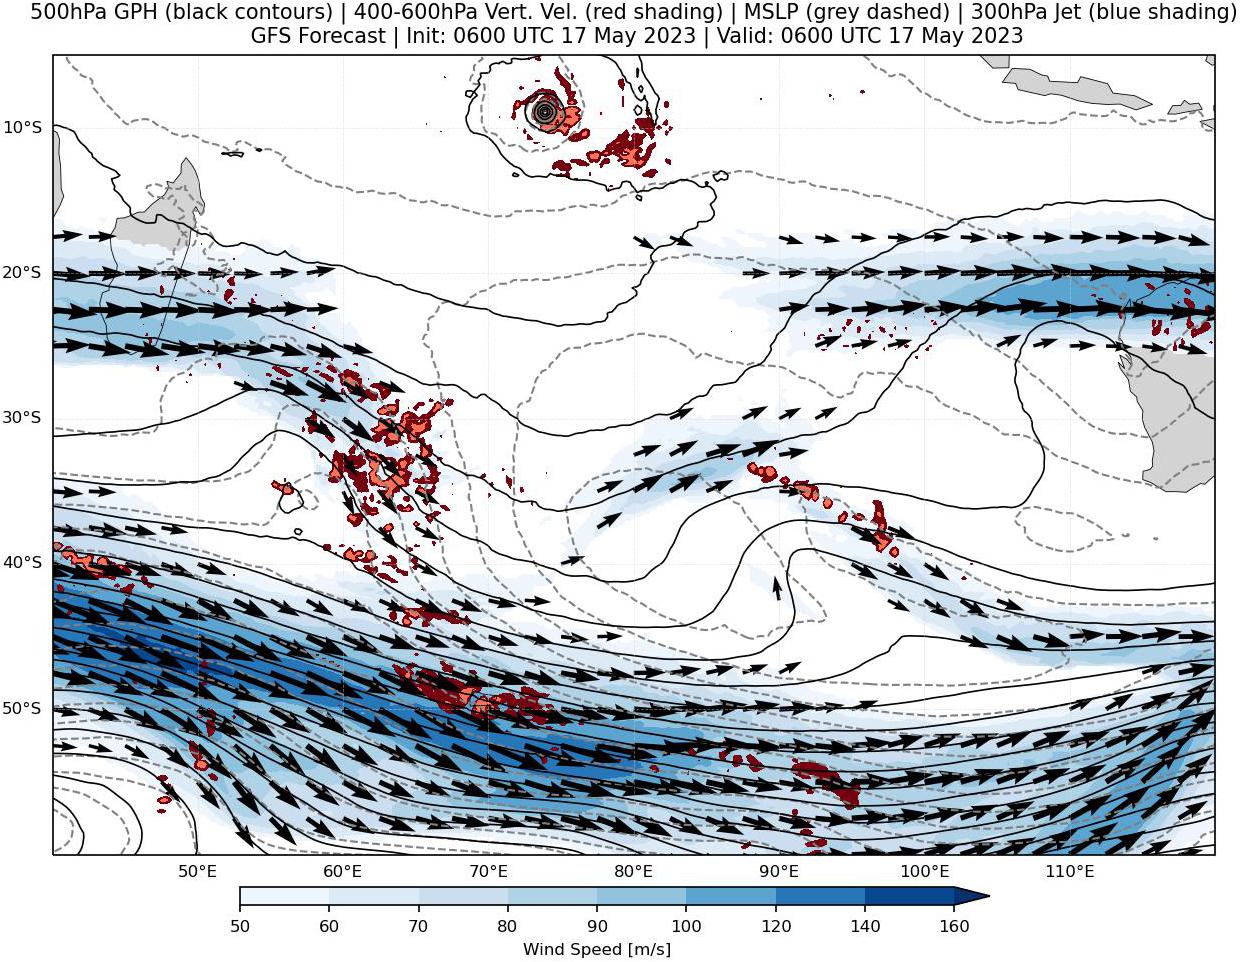 500hPa GPH (black contours) | 400-600hPa Vert. Vel. (red shading) | MSLP (grey dashed) | 300hPa Jet (blue shading)
GFS Forecast | Init: 0600 UTC 17 May 2023 | Valid: 0600 UTC 17 May 2023
10°S
20°S
30°S
40°S
50°S
50°E 60°E 70°E 80°E 90°E 100°E 110°E
50 60 70 80 90 100 120 140 160
Wind Speed [m/s]